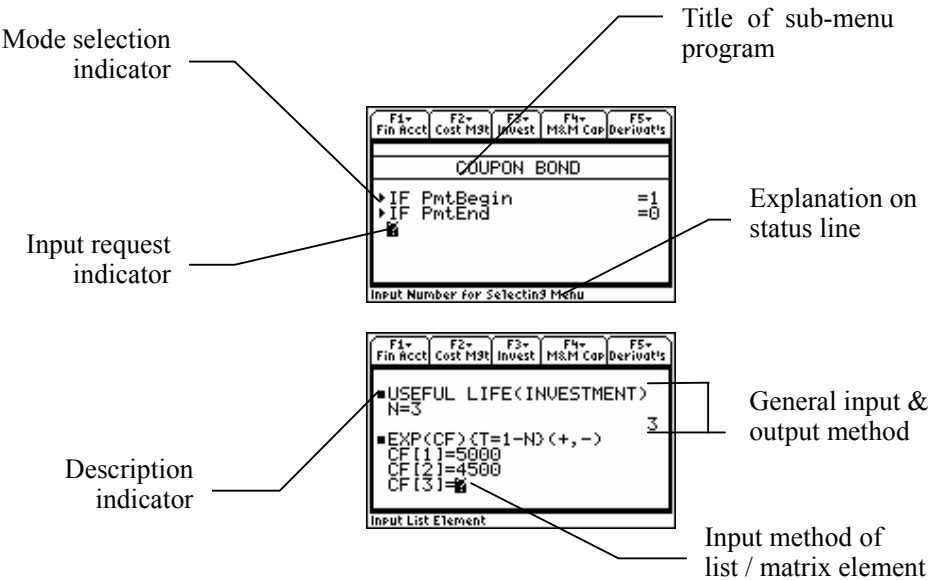 Title of sub-menu
program
Mode selection
indicator
F1 F2 F3 F4 F5
Fin Acct Cost M9t Invest M&M Cap Derivat's
COUPON BOND
IF PmtBegin =1
IF PmtEnd =0
Explanation on
status line
Input request
indicator
Input Number for Selecting Menu
F1 F2 F3 F4 F5
Fin Acct Cost M9t Invest M&M Cap Derivat's
USEFUL LIFE(INVESTMENT)
N=3
3
General input &
output method
EXP(CF){T=1-N}(+,-)
CF[1]=5000
CF[2]=4500
CF[3]=?
Description
indicator
Input List Element
Input method of
list / matrix element